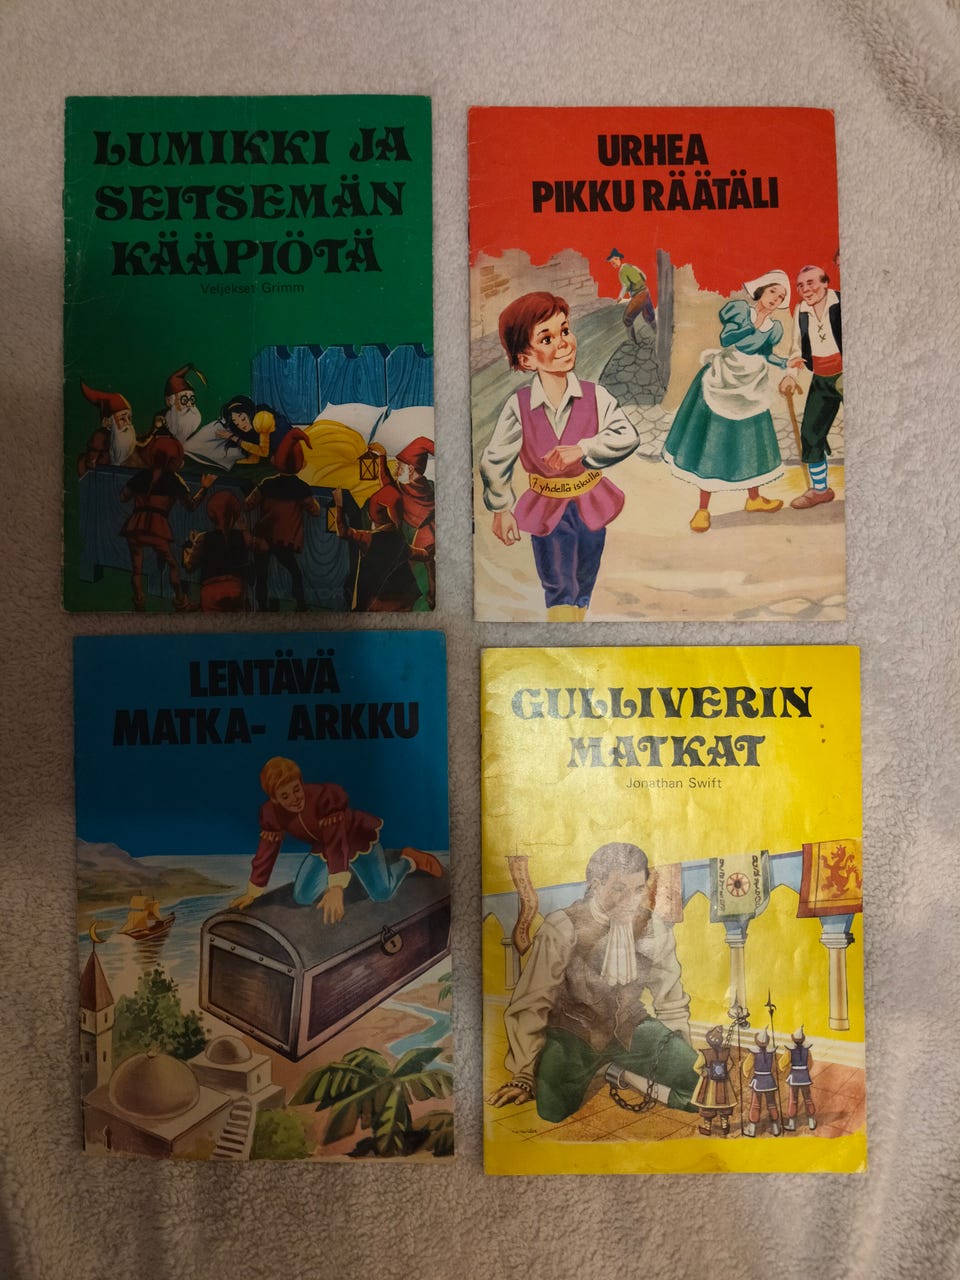 LUMIKKI JA
SEITSEMÄN
KÄÄPIÖTÄ
Veljekset Grimm
URHEA
PIKKU RÄÄTÄLI
7 yhdellä iskulla
LENTÄVÄ
MATKA- ARKKU
GULLIVERIN
MATKAT
Jonathan Swift